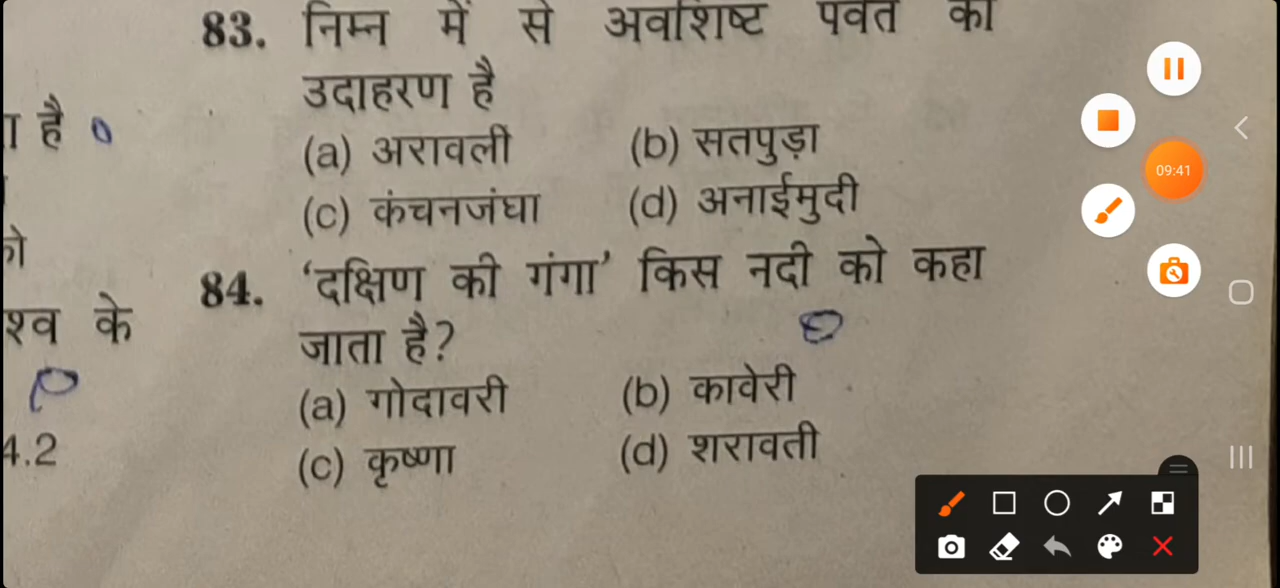 83. निम्न में से अवशिष्ट पर्वत का
उदाहरण है
(a) अरावली (b) सतपुड़ा
(c) कंचनजंघा (d) अनाईमुदी
84. 'दक्षिण की गंगा' किस नदी को कहा
जाता है?
(a) गोदावरी (b) कावेरी
(c) कृष्णा (d) शरावती
है
श्व के
4.2
09:41